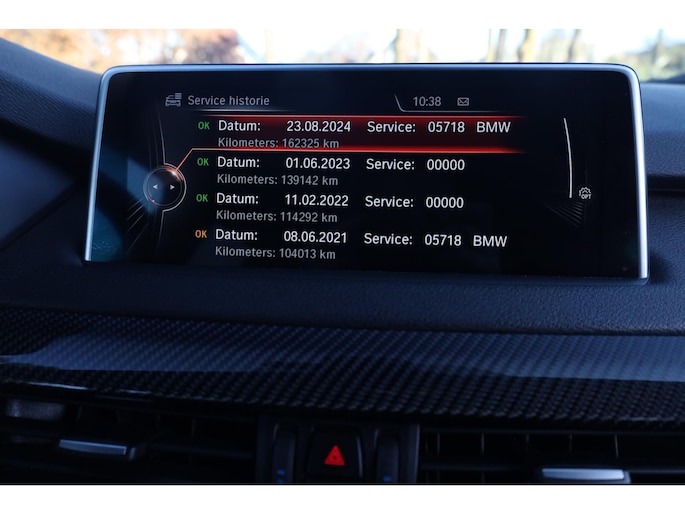 Service historie 10:38
OK Datum: 23.08.2024 Service: 05718 BMW
Kilometers: 162325 km
OK Datum: 01.06.2023 Service: 00000
Kilometers: 139142 km
OK Datum: 11.02.2022 Service: 00000
Kilometers: 114292 km
OK Datum: 08.06.2021 Service: 05718 BMW
Kilometers: 104013 km
OPT